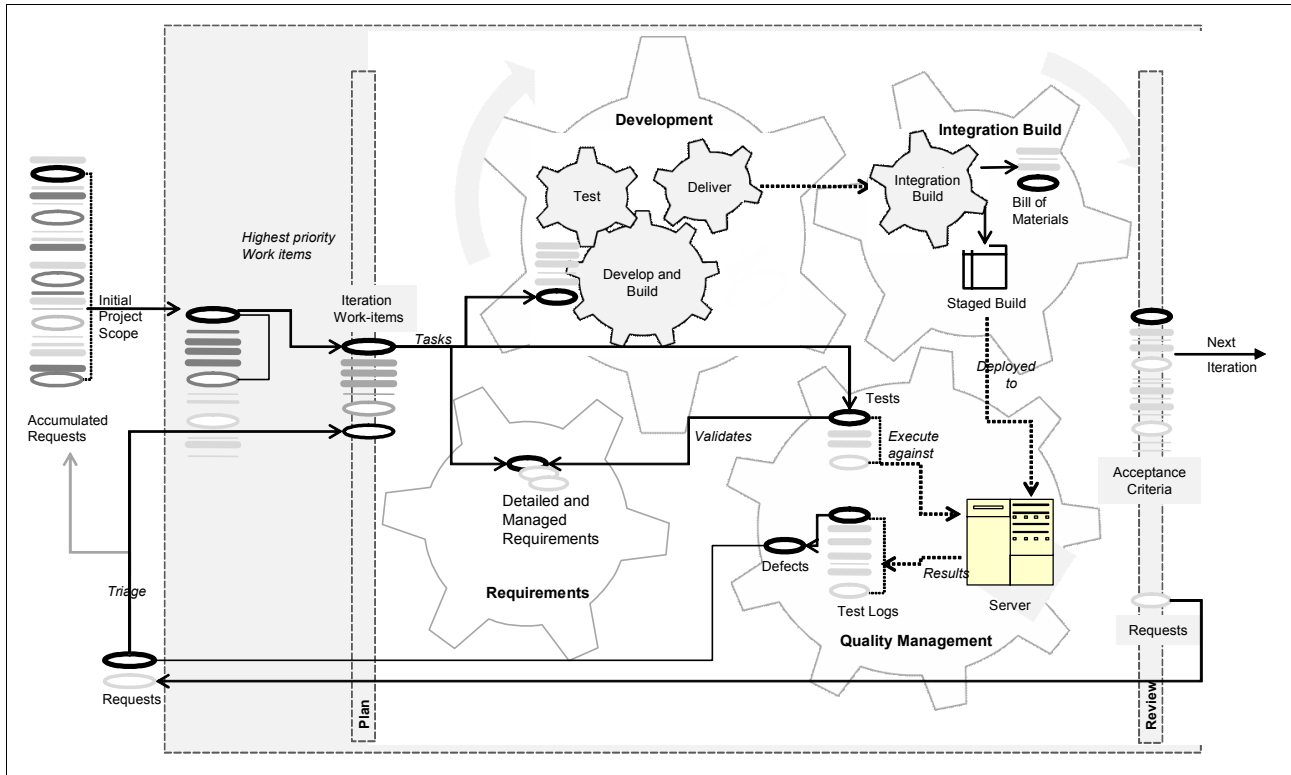 Development
Integration Build
Test
Deliver
Integration
Build
Bill of
Materials
Highest priority
Work items
Develop and
Build
Initial
Project
Scope
Iteration
Work-items
Staged Build
Tasks
Next
Iteration
Deployed
to
Tests
Accumulated
Requests
Validates
Execute
against
Acceptance
Criteria
Detailed and
Managed
Requirements
Defects
Results
Triage
Requirements
Test Logs
Server
Quality Management
Requests
Requests
Plan
Review